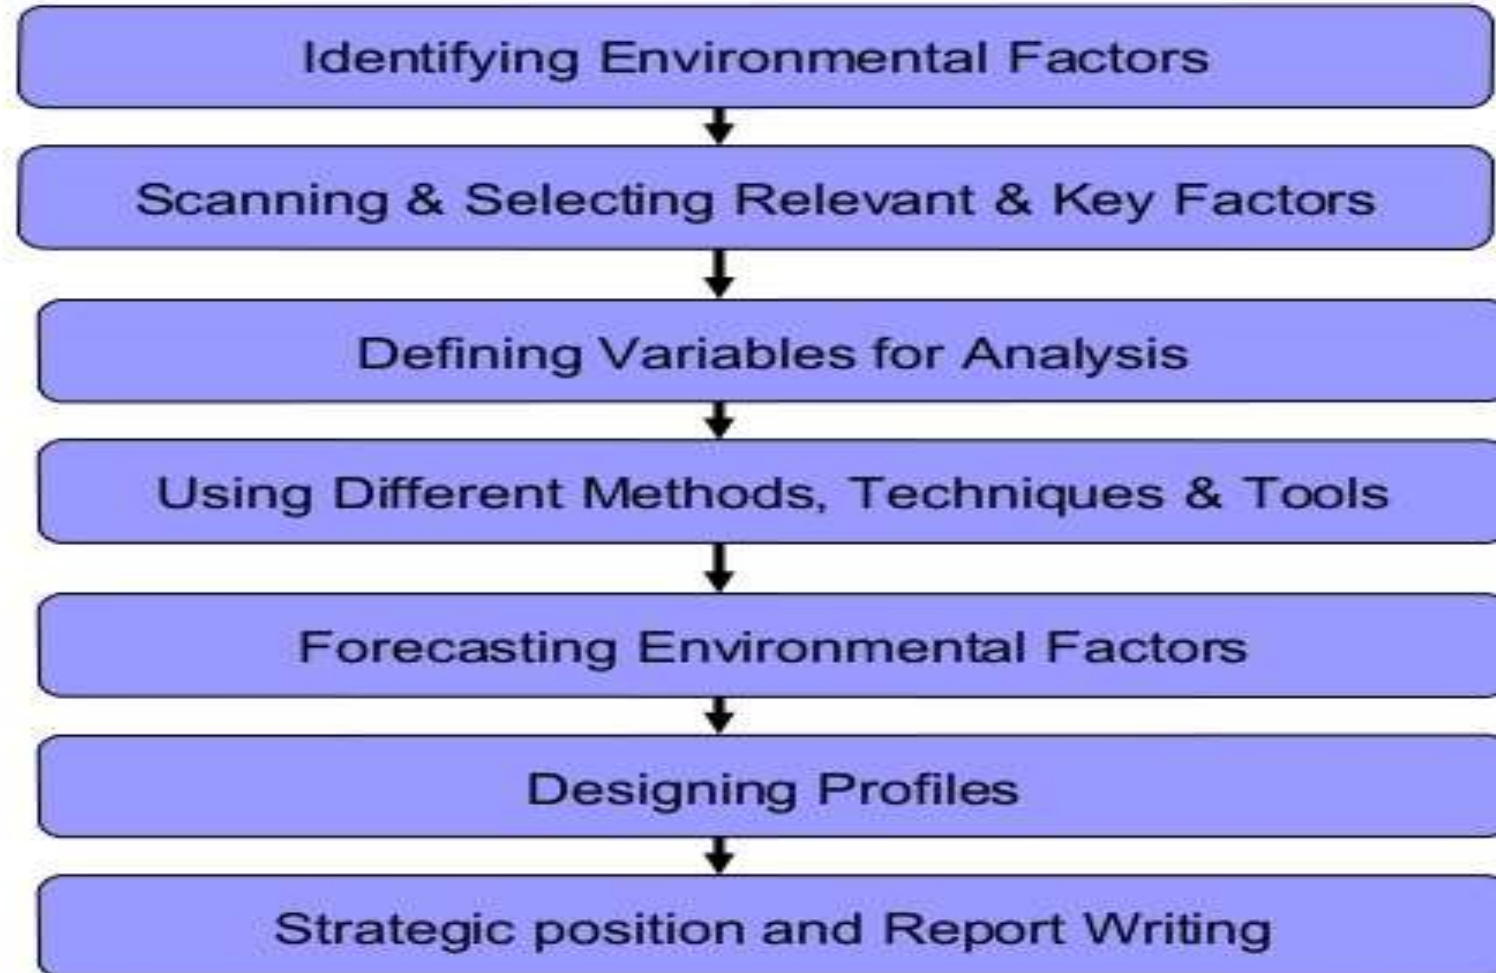 Identifying Environmental Factors
Scanning & Selecting Relevant & Key Factors
Defining Variables for Analysis
Using Different Methods, Techniques & Tools
Forecasting Environmental Factors
Designing Profiles
Strategic position and Report Writing